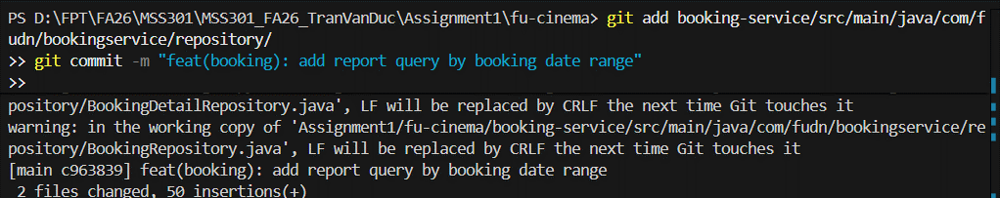 PS D:\FPT\FA26\MSS301\MSS301_FA26_TranVanDuc\Assignment1\fu-cinema> git add booking-service/src/main/java/com/f
udn/bookingservice/repository/
>> git commit -m "feat(booking): add report query by booking date range"
>>
pository/BookingDetailRepository.java', LF will be replaced by CRLF the next time Git touches it
warning: in the working copy of 'Assignment1/fu-cinema/booking-service/src/main/java/com/fudn/bookingservice/re
pository/BookingRepository.java', LF will be replaced by CRLF the next time Git touches it
[main c963839] feat(booking): add report query by booking date range
 2 files changed, 50 insertions(+)